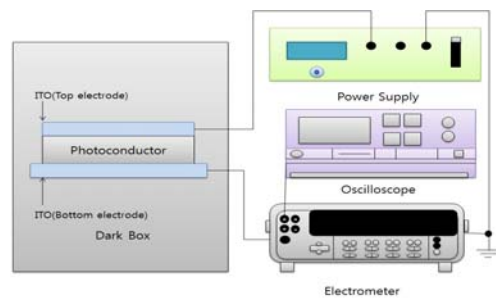 ITO(Top electrode)
Photoconductor
ITO(Bottom electrode)
Dark Box
Power Supply
Oscilloscope
Electrometer